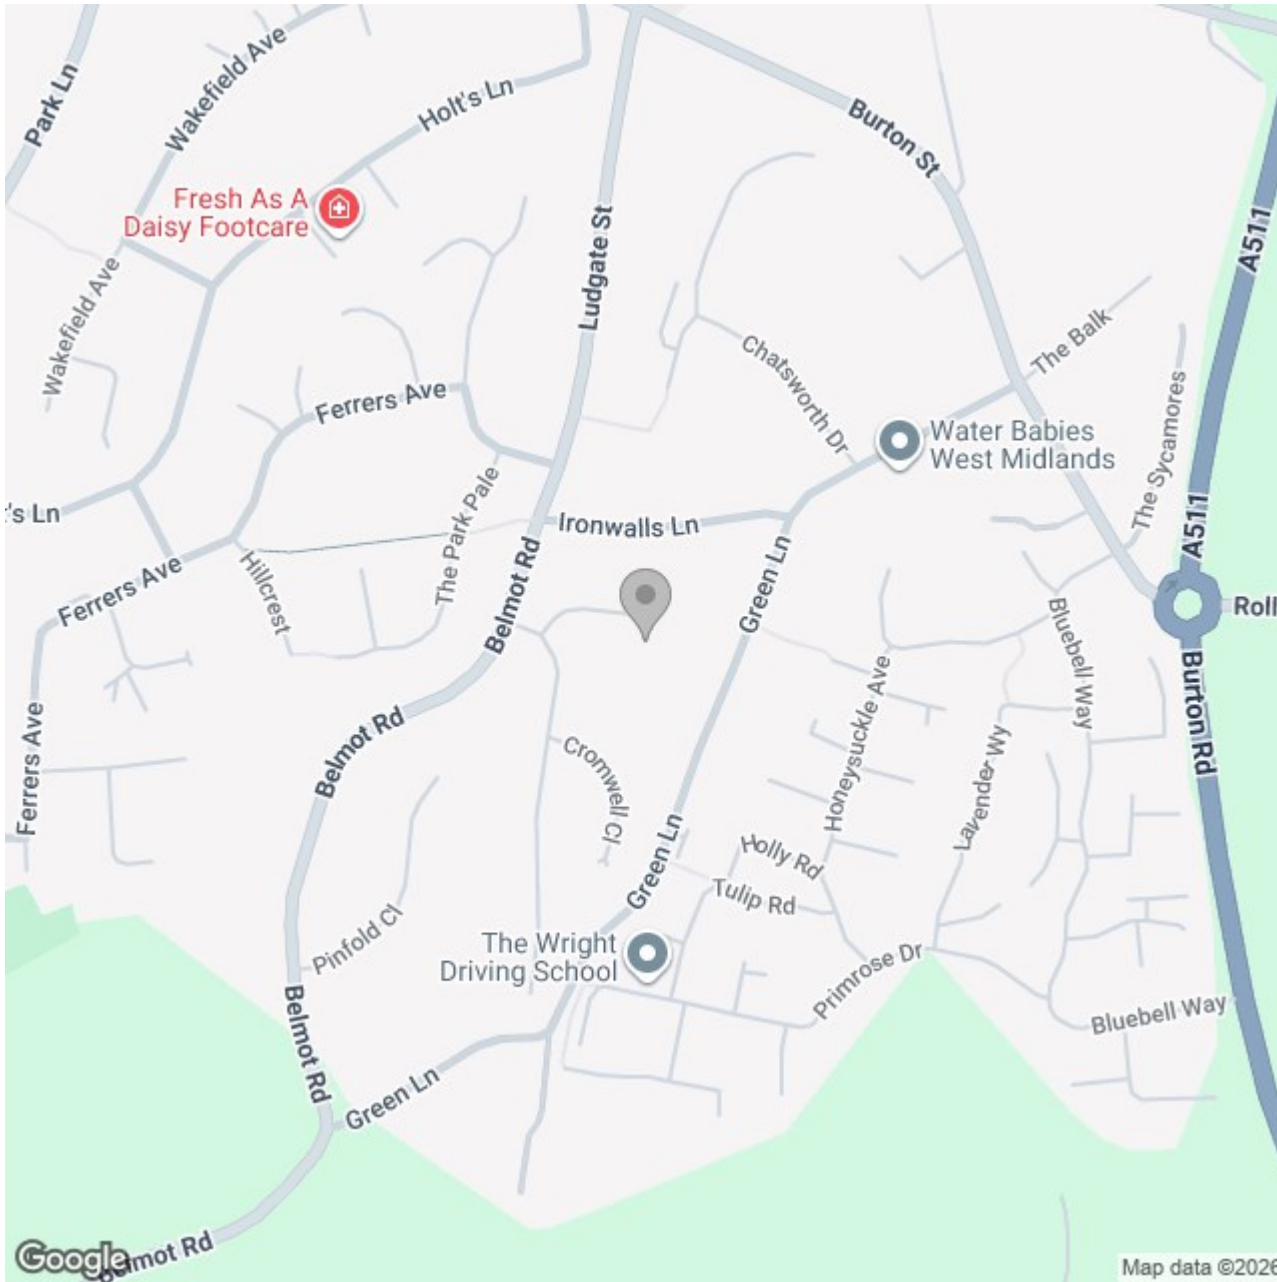 Wakefield Ave
Park Ln
Holt's Ln
Burton St
Fresh As A
Daisy Footcare
Ludgate St
A511
Wakefield Ave
The Balk
Chatsworth Dr
Ferrers Ave
The Sycamores
Water Babies
West Midlands
The Park Pale
:'s Ln
Ironwalls Ln
A511
Belmot Rd
Green Ln
Hillcrest
Ferrers Ave
Roll
Bluebell Way
Burton Rd
Honeysuckle Ave
Belmot Rd
Ferrers Ave
Cromwell Cl
Lavender Wy
Holly Rd
Green Ln
Tulip Rd
Pinfold Cl
The Wright
Driving School
Primrose Dr
Bluebell Way
Belmot Rd
Green Ln
Belmot Rd
Google
Map data ©2026